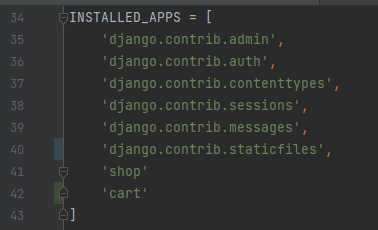 34 INSTALLED_APPS = [
35     'django.contrib.admin',
36     'django.contrib.auth',
37     'django.contrib.contenttypes',
38     'django.contrib.sessions',
39     'django.contrib.messages',
40     'django.contrib.staticfiles',
41     'shop'
42     'cart'
43 ]